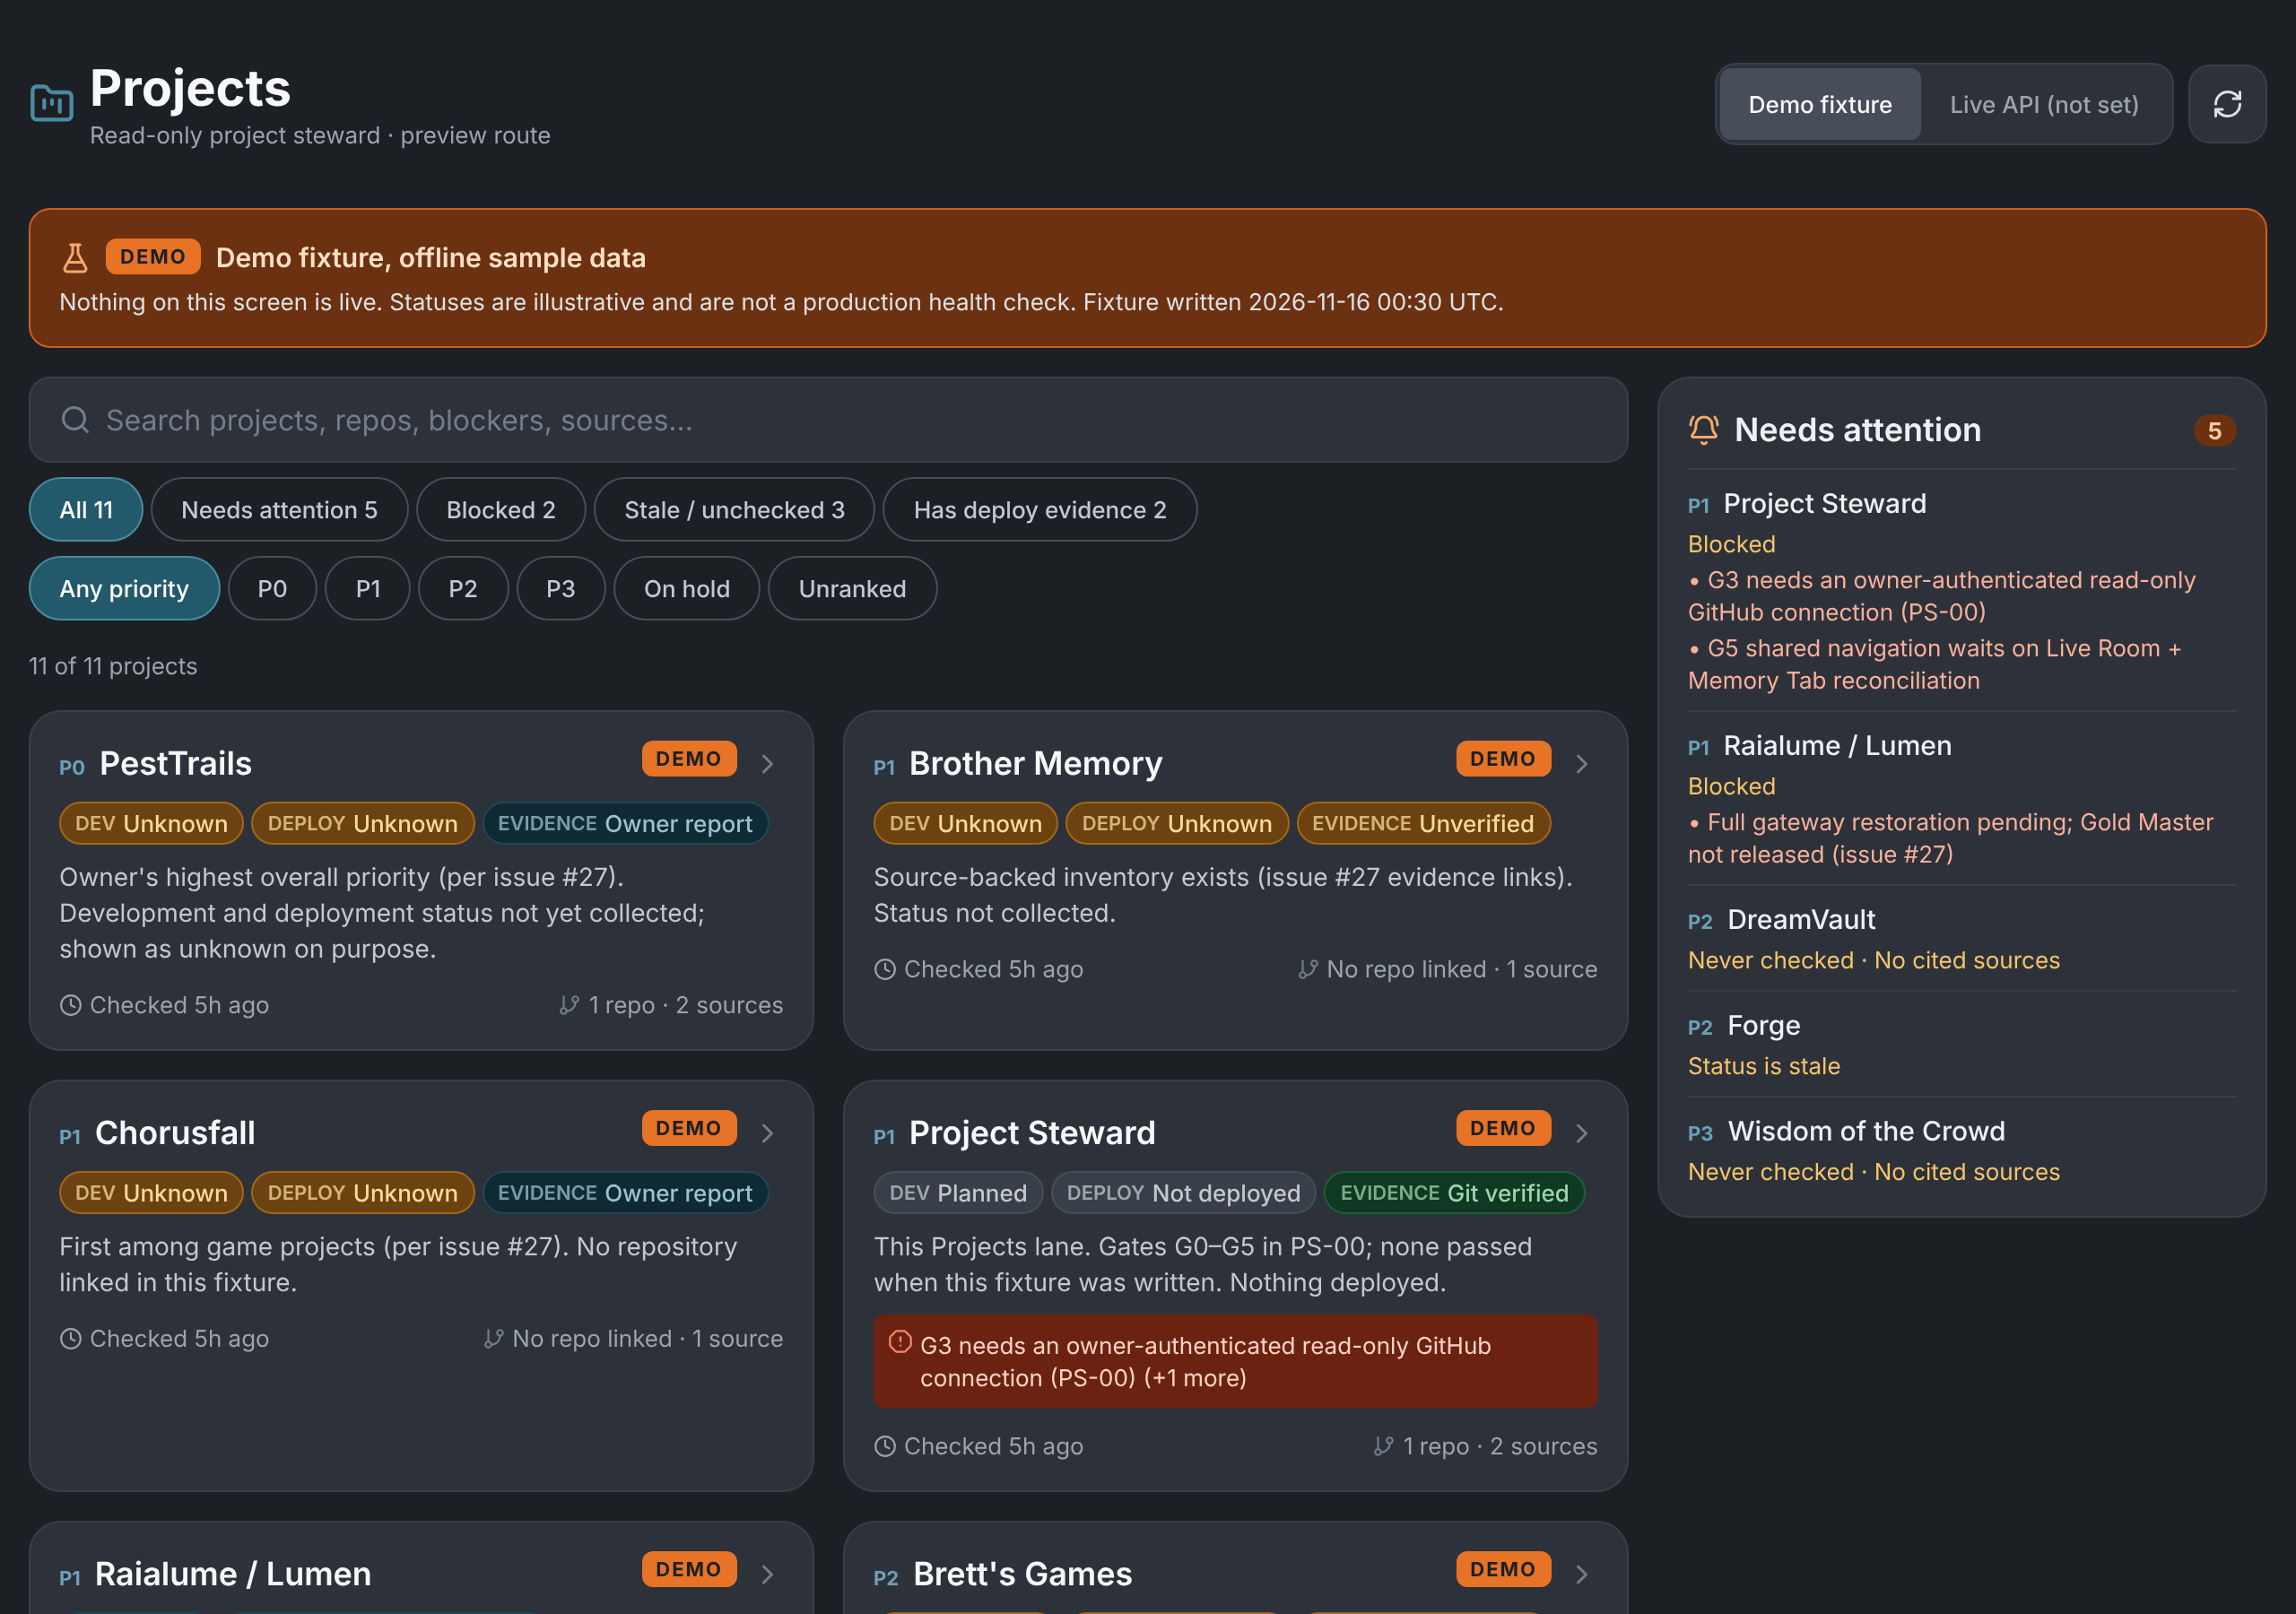 Projects
Read-only project steward · preview route
Demo fixture
Live API (not set)
DEMO Demo fixture, offline sample data
Nothing on this screen is live. Statuses are illustrative and are not a production health check. Fixture written 2026-11-16 00:30 UTC.
Search projects, repos, blockers, sources...
All 11
Needs attention 5
Blocked 2
Stale / unchecked 3
Has deploy evidence 2
Any priority
P0
P1
P2
P3
On hold
Unranked
11 of 11 projects
P0 PestTrails DEMO
DEV Unknown DEPLOY Unknown EVIDENCE Owner report
Owner's highest overall priority (per issue #27).
Development and deployment status not yet collected;
shown as unknown on purpose.
Checked 5h ago
1 repo · 2 sources
P1 Brother Memory DEMO
DEV Unknown DEPLOY Unknown EVIDENCE Unverified
Source-backed inventory exists (issue #27 evidence links).
Status not collected.
Checked 5h ago
No repo linked · 1 source
P1 Chorusfall DEMO
DEV Unknown DEPLOY Unknown EVIDENCE Owner report
First among game projects (per issue #27). No repository
linked in this fixture.
Checked 5h ago
No repo linked · 1 source
P1 Project Steward DEMO
DEV Planned DEPLOY Not deployed EVIDENCE Git verified
This Projects lane. Gates G0–G5 in PS-00; none passed
when this fixture was written. Nothing deployed.
G3 needs an owner-authenticated read-only GitHub
connection (PS-00) (+1 more)
Checked 5h ago
1 repo · 2 sources
P1 Raialume / Lumen DEMO
P2 Brett's Games DEMO
Needs attention 5
P1 Project Steward
Blocked
• G3 needs an owner-authenticated read-only
GitHub connection (PS-00)
• G5 shared navigation waits on Live Room +
Memory Tab reconciliation
P1 Raialume / Lumen
Blocked
• Full gateway restoration pending; Gold Master
not released (issue #27)
P2 DreamVault
Never checked · No cited sources
P2 Forge
Status is stale
P3 Wisdom of the Crowd
Never checked · No cited sources